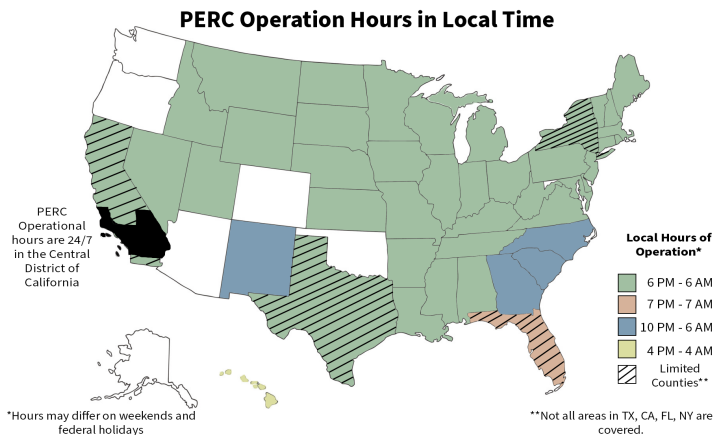 PERC Operation Hours in Local Time
PERC
Operational
hours are 24/7
in the Central
District of
California
Local Hours of
Operation*
6 PM - 6 AM
7 PM - 7 AM
10 PM - 6 AM
4 PM - 4 AM
Limited
Counties**
*Hours may differ on weekends and
federal holidays
**Not all areas in TX, CA, FL, NY are
covered.